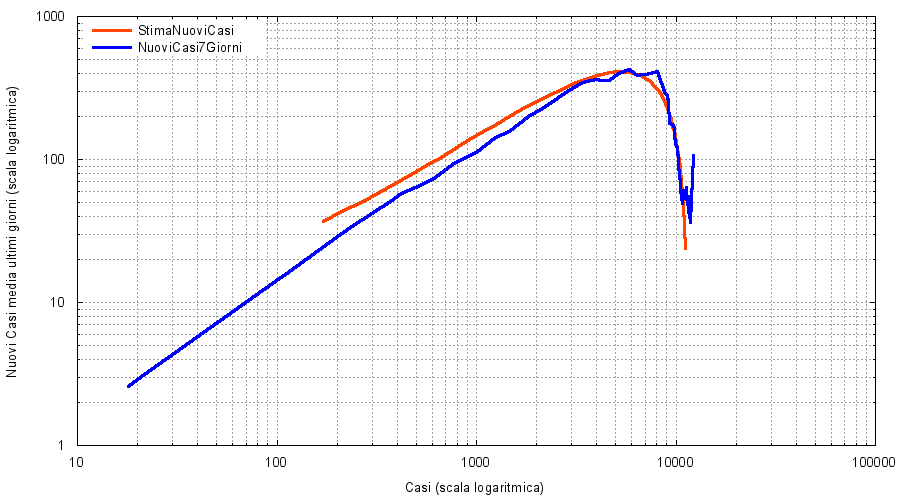 1000
StimaNuoviCasi
NuoviCasi7Giorni
100
10
1
Nuovi Casi media ultimi giorni (scala logaritmica)
10
100
1000
10000
100000
Casi (scala logaritmica)